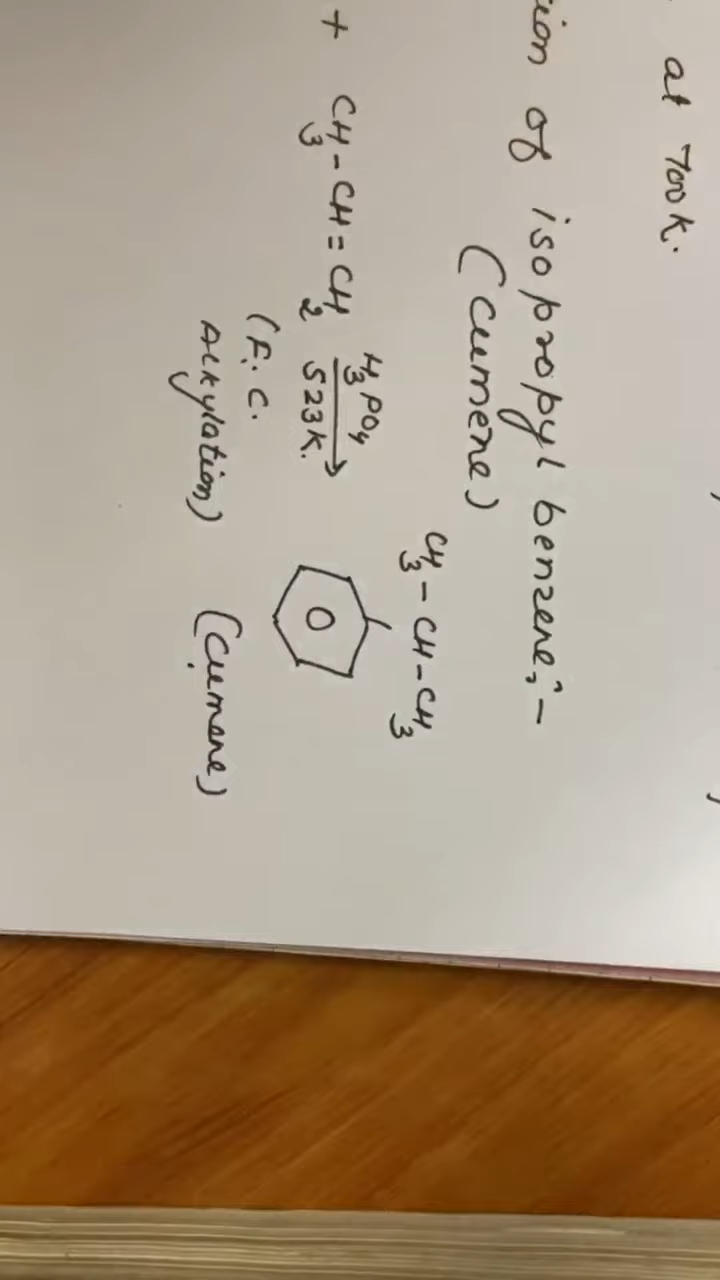 at 700k.
ion of isopropyl benzene;-
(cumene)
CH3 - CH - CH3
+ CH3 - CH = CH2 H3PO4
523K.
(F. C.
Alkylation) (cumene)